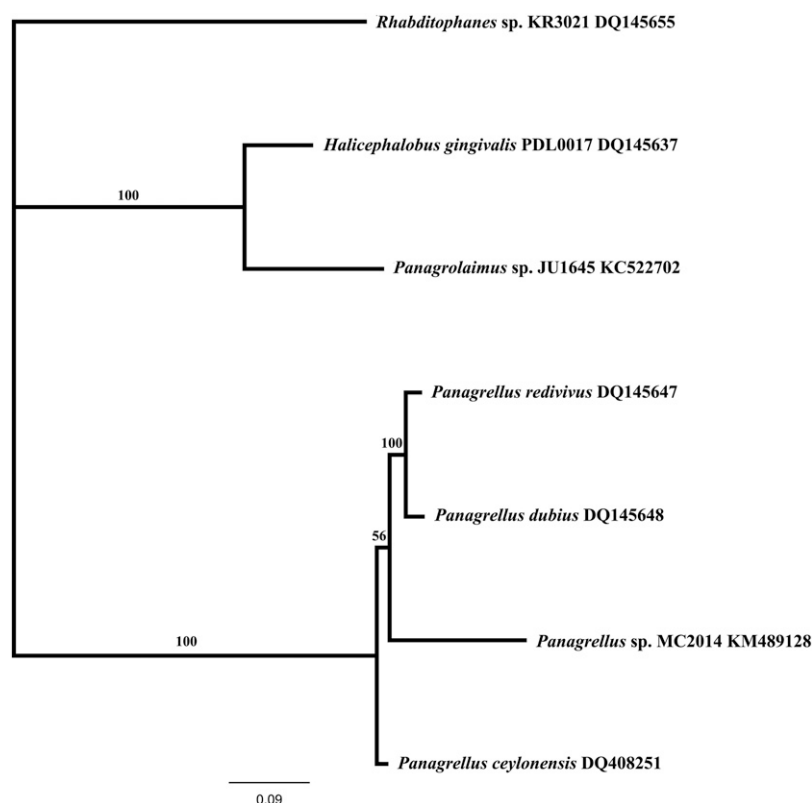 Rhabditophanes sp. KR3021 DQ145655
Halicephalobus gingivalis PDL0017 DQ145637
100
Panagrolaimus sp. JU1645 KC522702
Panagrellus redivivus DQ145647
100
Panagrellus dubius DQ145648
56
Panagrellus sp. MC2014 KM489128
100
Panagrellus ceylonensis DQ408251
0.09